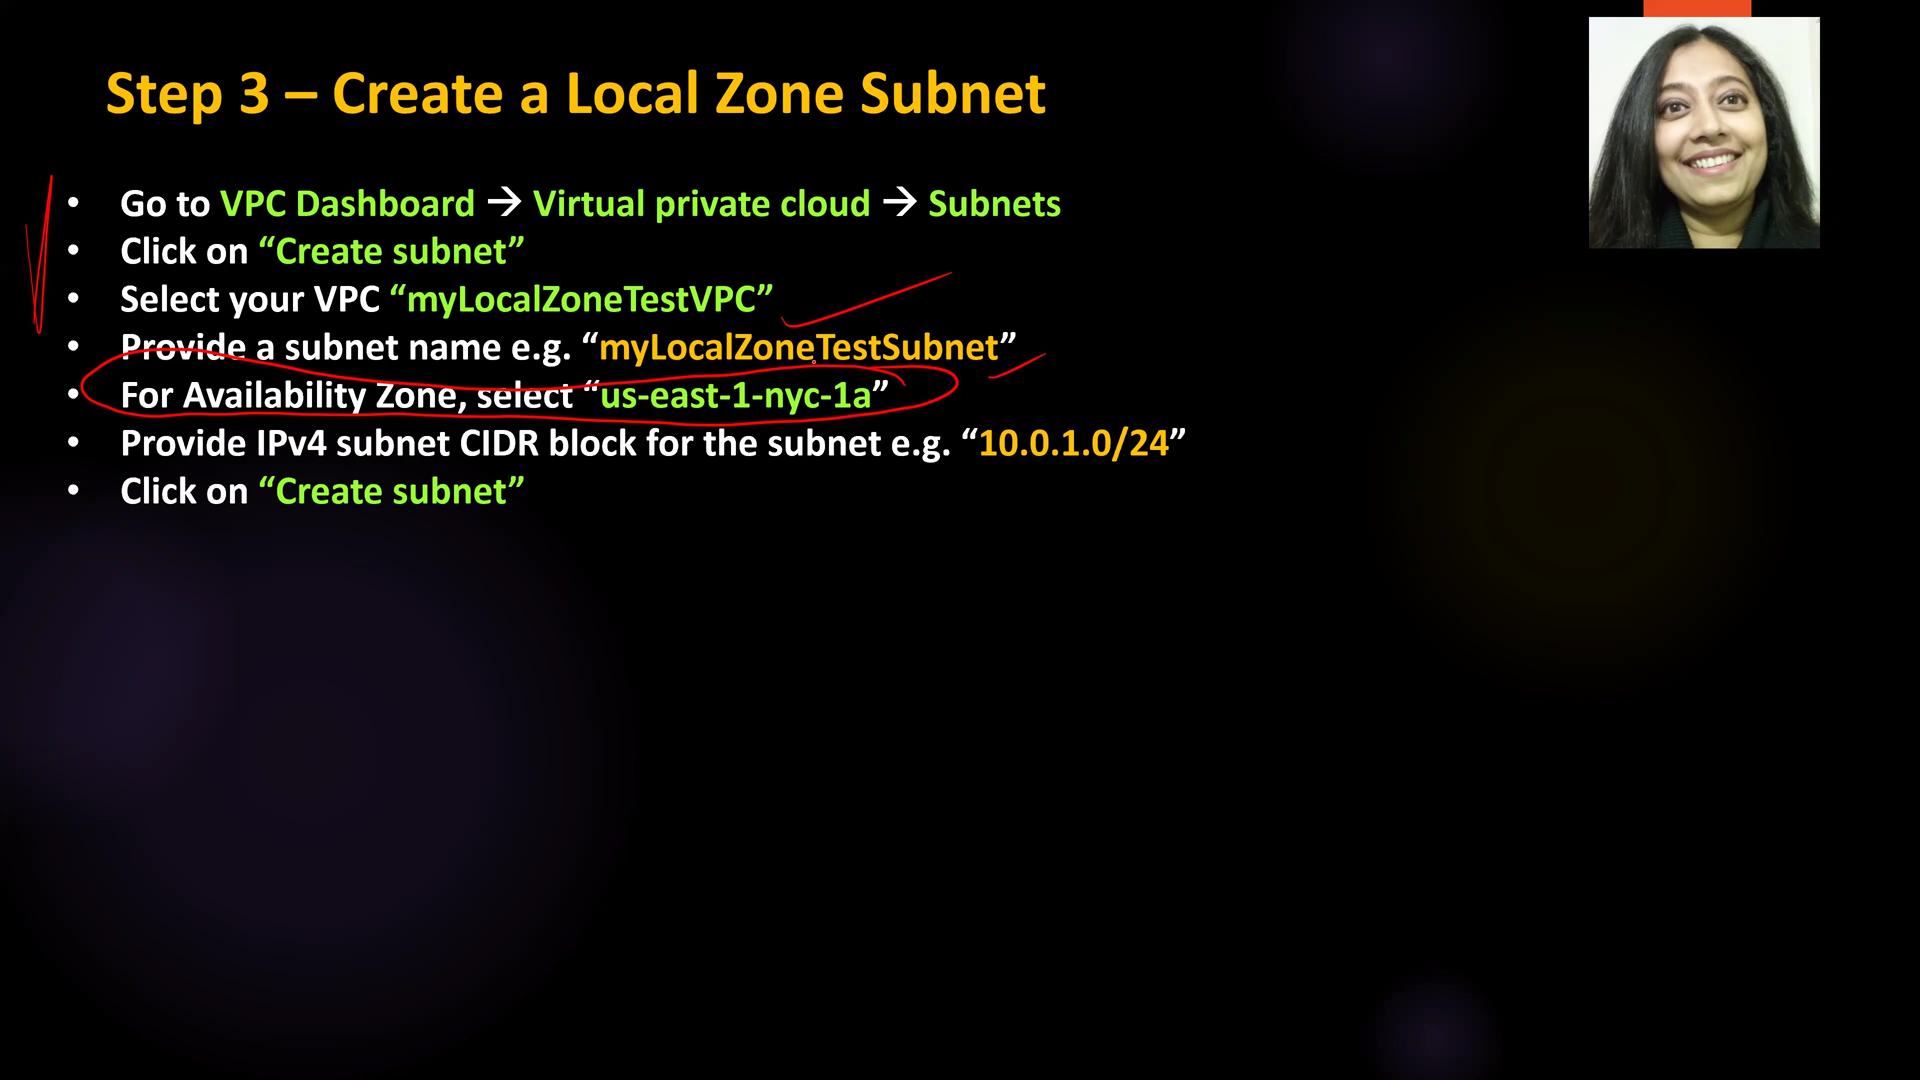 Step 3 – Create a Local Zone Subnet
• Go to VPC Dashboard → Virtual private cloud → Subnets
• Click on “Create subnet”
• Select your VPC “myLocalZoneTestVPC”
• Provide a subnet name e.g. “myLocalZoneTestSubnet”
• For Availability Zone, select “us-east-1-nyc-1a”
• Provide IPv4 subnet CIDR block for the subnet e.g. “10.0.1.0/24”
• Click on “Create subnet”